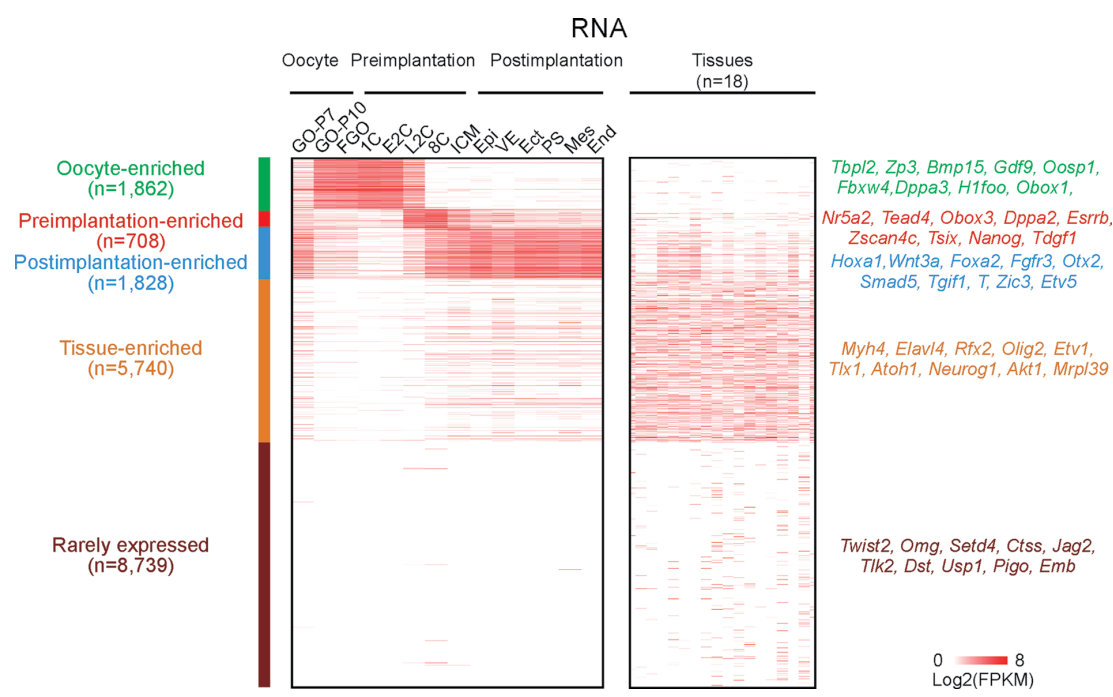 RNA
Oocyte Preimplantation Postimplantation Tissues
(n=18)
GO-P7 GO-P10 FGO 1C E2C L2C 8C ICM Epi VE Ect PS Mes End
Oocyte-enriched
(n=1,862)
Tbpl2, Zp3, Bmp15, Gdf9, Oosp1,
Fbxw4,Dppa3, H1foo, Obox1,
Preimplantation-enriched
(n=708)
Nr5a2, Tead4, Obox3, Dppa2, Esrrb,
Zscan4c, Tsix, Nanog, Tdgf1
Postimplantation-enriched
(n=1,828)
Hoxa1,Wnt3a, Foxa2, Fgfr3, Otx2,
Smad5, Tgif1, T, Zic3, Etv5
Tissue-enriched
(n=5,740)
Myh4, Elavl4, Rfx2, Olig2, Etv1,
Tlx1, Atoh1, Neurog1, Akt1, Mrpl39
Rarely expressed
(n=8,739)
Twist2, Omg, Setd4, Ctss, Jag2,
Tlk2, Dst, Usp1, Pigo, Emb
0 8
Log2(FPKM)